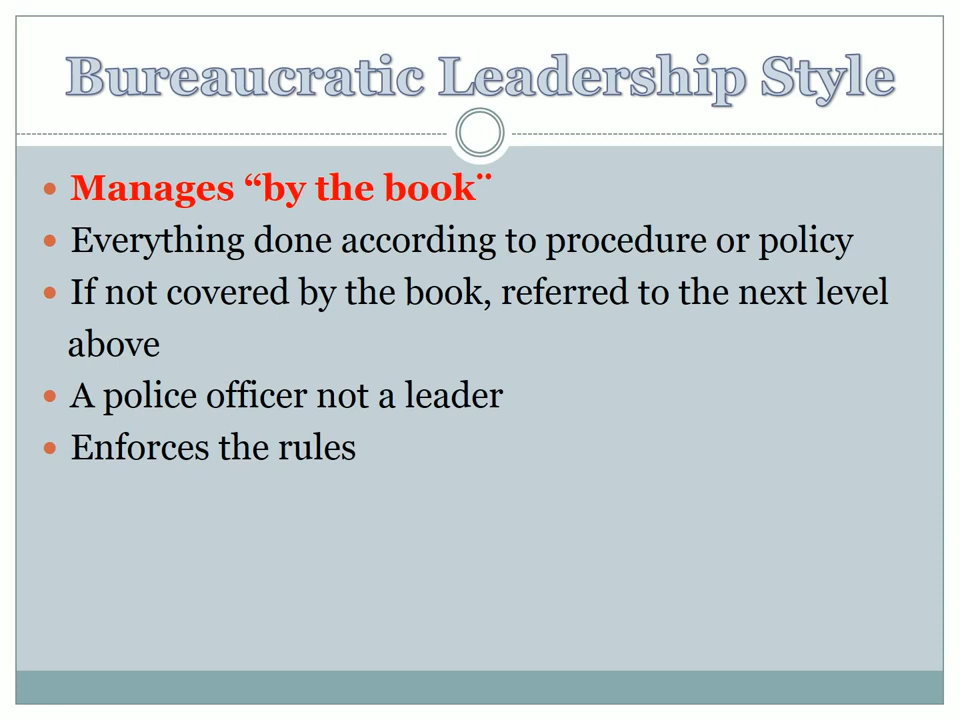 Bureaucratic Leadership Style
• Manages “by the book¨
• Everything done according to procedure or policy
• If not covered by the book, referred to the next level
above
• A police officer not a leader
• Enforces the rules